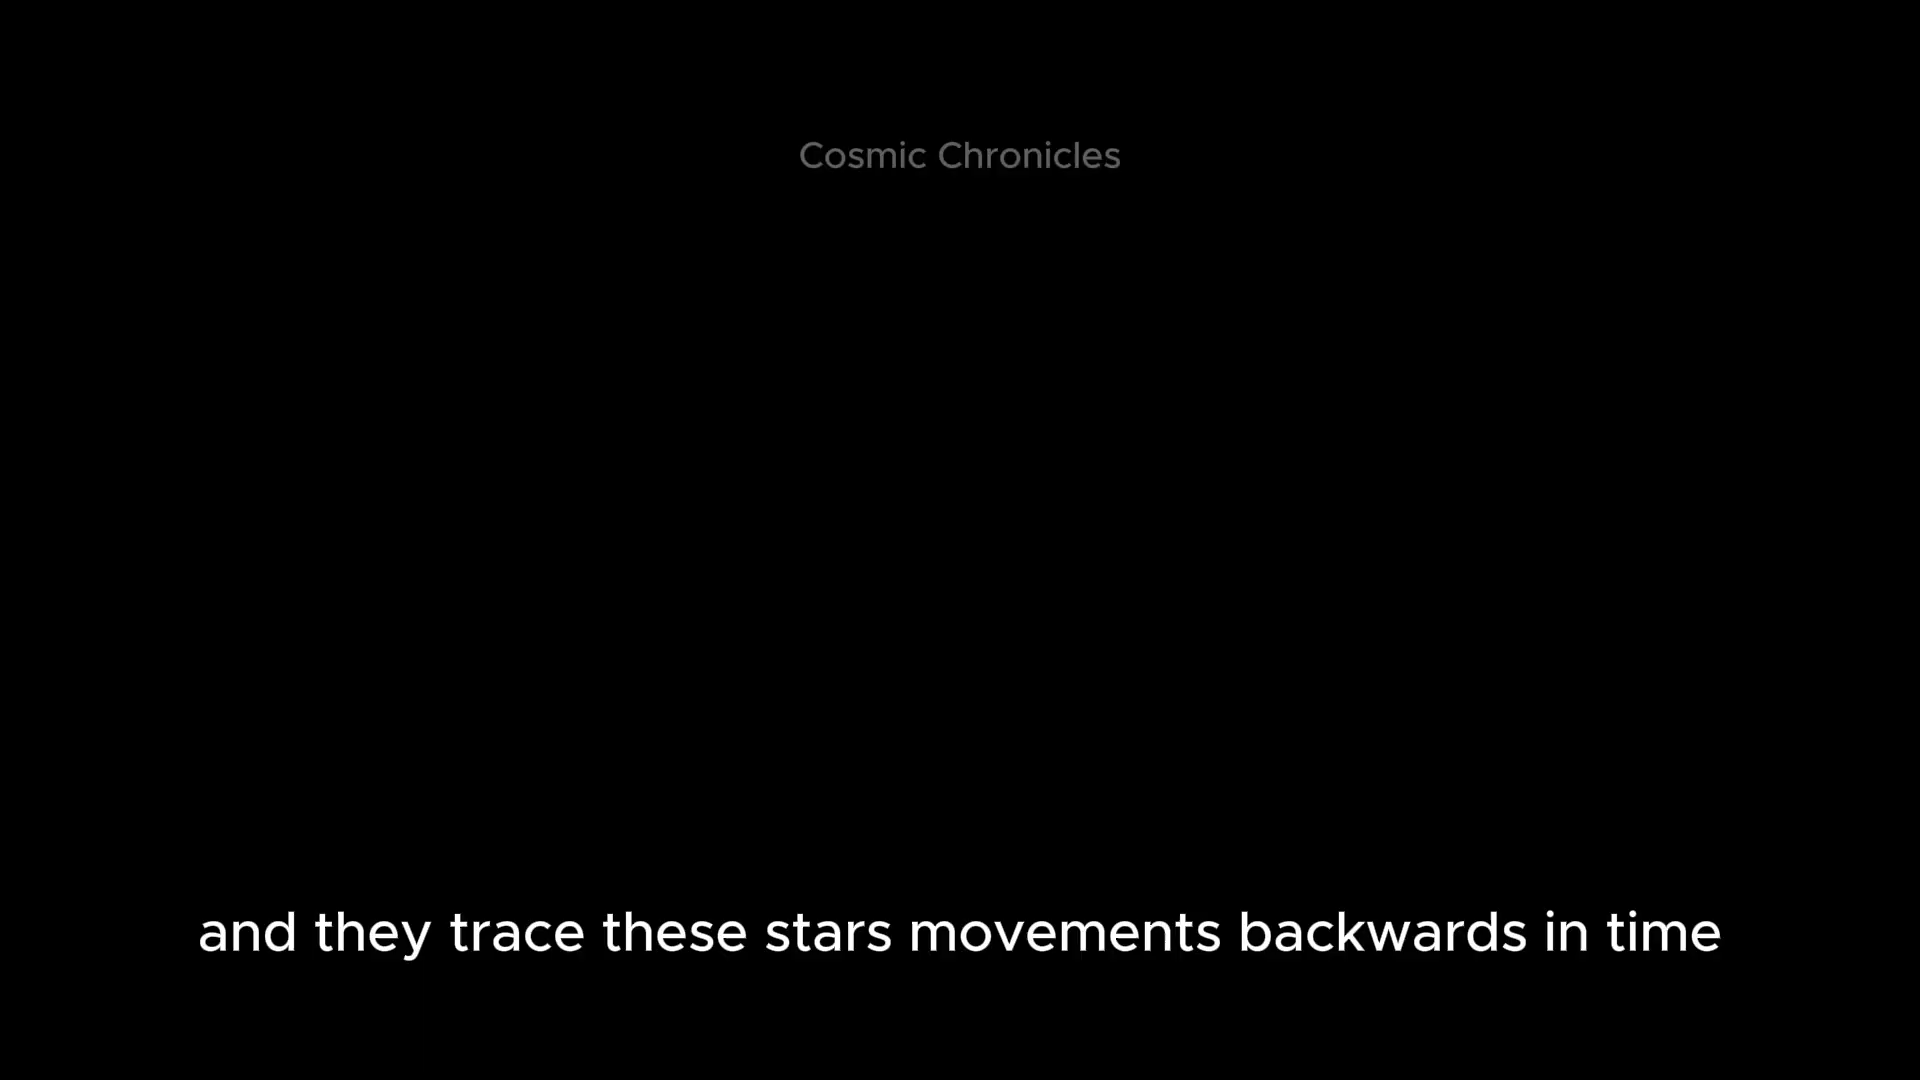 Cosmic Chronicles
and they trace these stars movements backwards in time